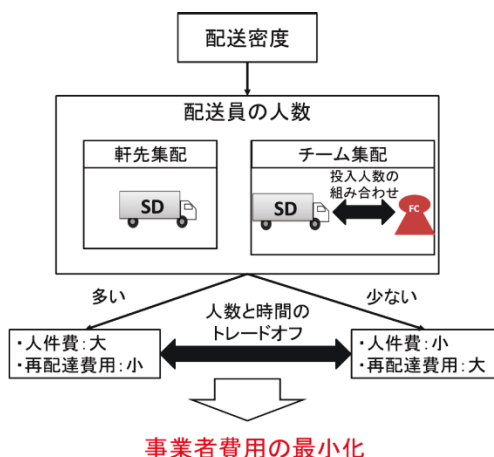 配送密度
配送員の人数
軒先集配
SD
チーム集配
SD
投入人数の
組み合わせ
FC
多い
少ない
人数と時間の
トレードオフ
・人件費：大
・再配達費用：小
・人件費：小
・再配達費用：大
事業者費用の最小化